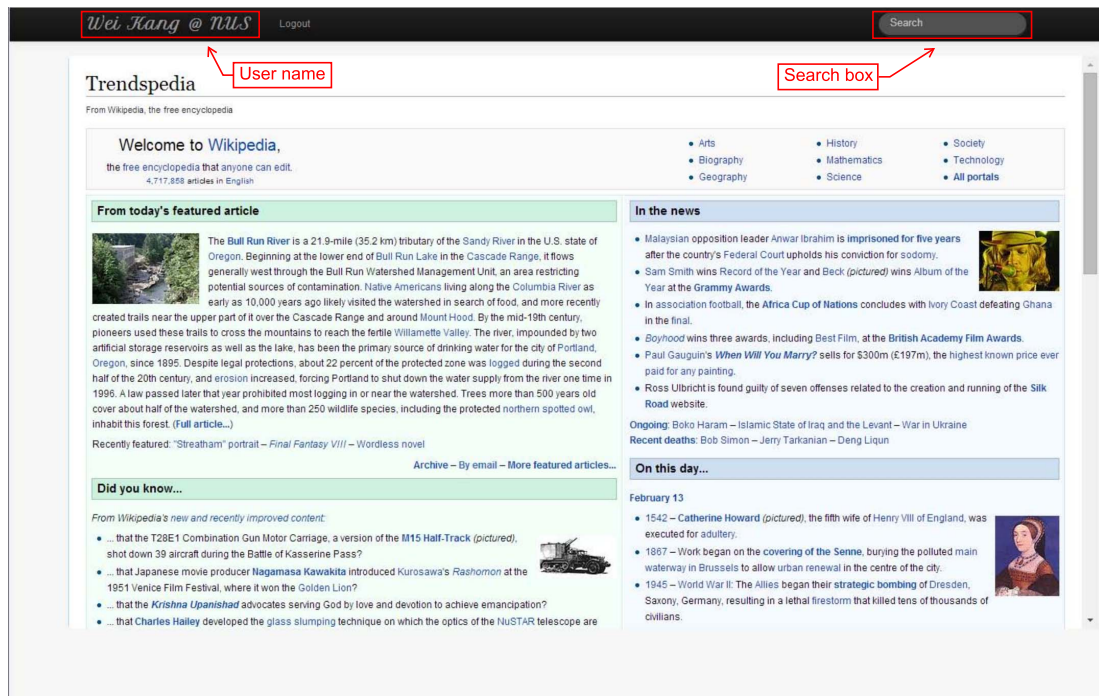 Wei Kang @ NUS
Logout
Search
User name
Search box
Trendspedia
From Wikipedia, the free encyclopedia
Welcome to Wikipedia,
the free encyclopedia that anyone can edit.
4,717,858 articles in English
• Arts
• Biography
• Geography
• History
• Mathematics
• Science
• Society
• Technology
• All portals
From today's featured article
The Bull Run River is a 21.9-mile (35.2 km) tributary of the Sandy River in the U.S. state of
Oregon. Beginning at the lower end of Bull Run Lake in the Cascade Range, it flows
generally west through the Bull Run Watershed Management Unit, an area restricting
potential sources of contamination. Native Americans living along the Columbia River as
early as 10,000 years ago likely visited the watershed in search of food, and more recently
created trails near the upper part of it over the Cascade Range and around Mount Hood. By the mid-19th century,
pioneers used these trails to cross the mountains to reach the fertile Willamette Valley. The river, impounded by two
artificial storage reservoirs as well as the lake, has been the primary source of drinking water for the city of Portland,
Oregon, since 1895. Despite legal protections, about 22 percent of the protected zone was logged during the second
half of the 20th century, and erosion increased, forcing Portland to shut down the water supply from the river one time in
1996. A law passed later that year prohibited most logging in or near the watershed. Trees more than 500 years old
cover about half of the watershed, and more than 250 wildlife species, including the protected northern spotted owl,
inhabit this forest. (Full article...)
Recently featured: "Streatham" portrait – Final Fantasy VIII – Wordless novel
Archive – By email – More featured articles...
Did you know...
From Wikipedia's new and recently improved content:
• ... that the T28E1 Combination Gun Motor Carriage, a version of the M15 Half-Track (pictured),
shot down 39 aircraft during the Battle of Kasserine Pass?
• ... that Japanese movie producer Nagamasa Kawakita introduced Kurosawa's Rashomon at the
1951 Venice Film Festival, where it won the Golden Lion?
• ... that the Krishna Upanishad advocates serving God by love and devotion to achieve emancipation?
• ... that Charles Hailey developed the glass slumping technique on which the optics of the NuSTAR telescope are
In the news
• Malaysian opposition leader Anwar Ibrahim is imprisoned for five years
after the country's Federal Court upholds his conviction for sodomy.
• Sam Smith wins Record of the Year and Beck (pictured) wins Album of the
Year at the Grammy Awards.
• In association football, the Africa Cup of Nations concludes with Ivory Coast defeating Ghana
in the final.
• Boyhood wins three awards, including Best Film, at the British Academy Film Awards.
• Paul Gauguin's When Will You Marry? sells for $300m (£197m), the highest known price ever
paid for any painting.
• Ross Ulbricht is found guilty of seven offenses related to the creation and running of the Silk
Road website.
Ongoing: Boko Haram – Islamic State of Iraq and the Levant – War in Ukraine
Recent deaths: Bob Simon – Jerry Tarkanian – Deng Liqun
On this day...
February 13
• 1542 – Catherine Howard (pictured), the fifth wife of Henry VIII of England, was
executed for adultery.
• 1867 – Work began on the covering of the Senne, burying the polluted main
waterway in Brussels to allow urban renewal in the centre of the city.
• 1945 – World War II: The Allies began their strategic bombing of Dresden,
Saxony, Germany, resulting in a lethal firestorm that killed tens of thousands of
civilians.